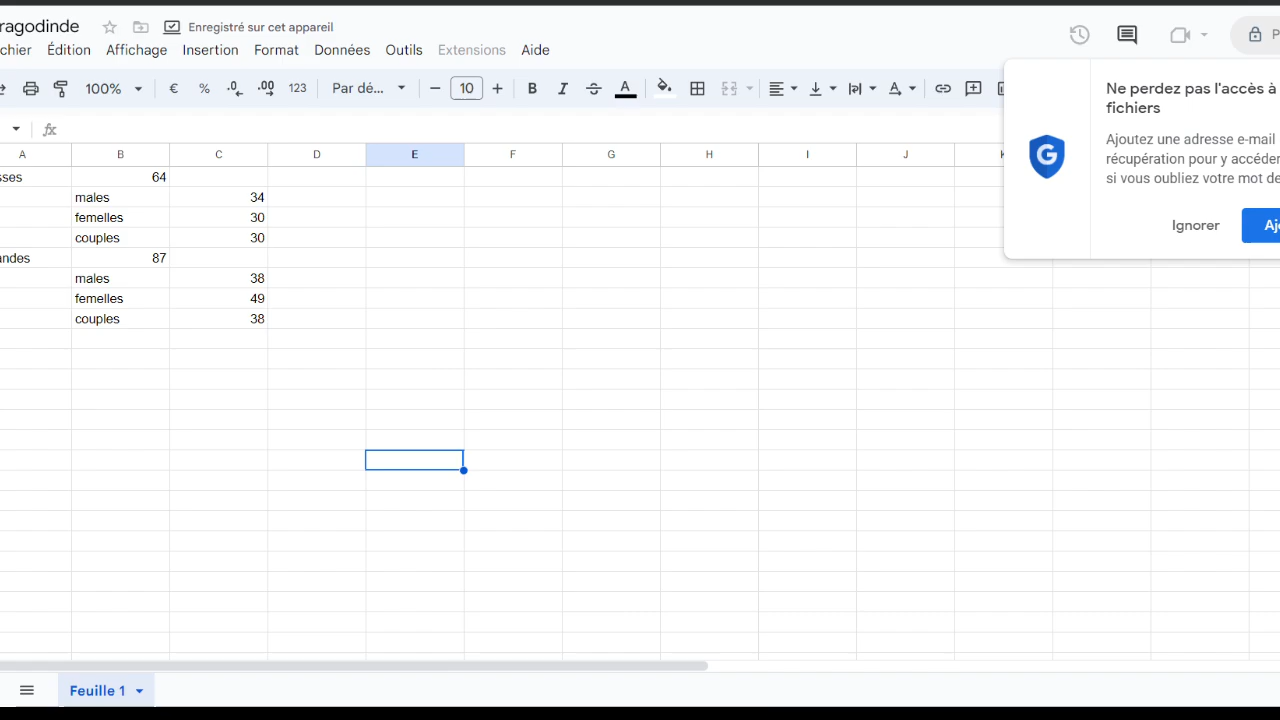 ragodinde Enregistré sur cet appareil
chier Édition Affichage Insertion Format Données Outils Extensions Aide
100% € % .0 .00 123 Par dé... 10 B I S A
fx
A B C D E F G H I J K
sses 64
males 34
femelles 30
couples 30
andes 87
males 38
femelles 49
couples 38
P
Ne perdez pas l'accès à
fichiers
Ajoutez une adresse e-mail
récupération pour y accéder
si vous oubliez votre mot de
Ignorer Aj
Feuille 1